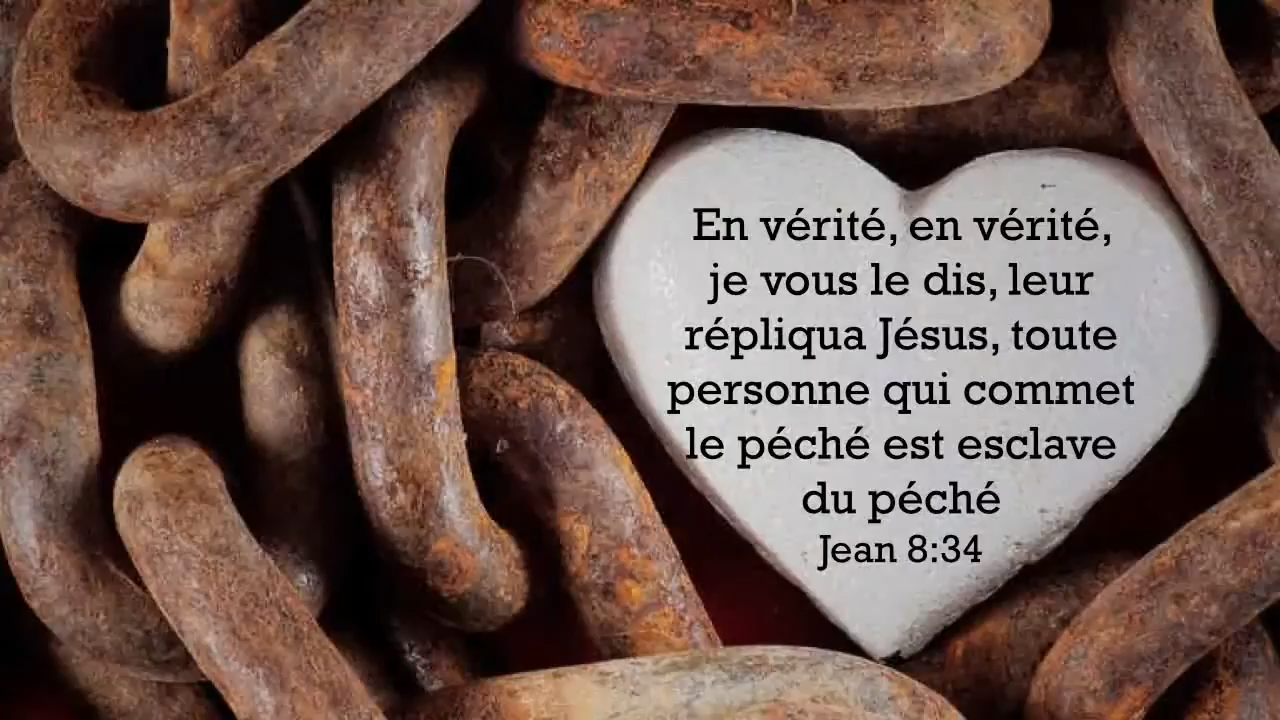 En vérité, en vérité,
je vous le dis, leur
répliqua Jésus, toute
personne qui commet
le péché est esclave
du péché
Jean 8:34